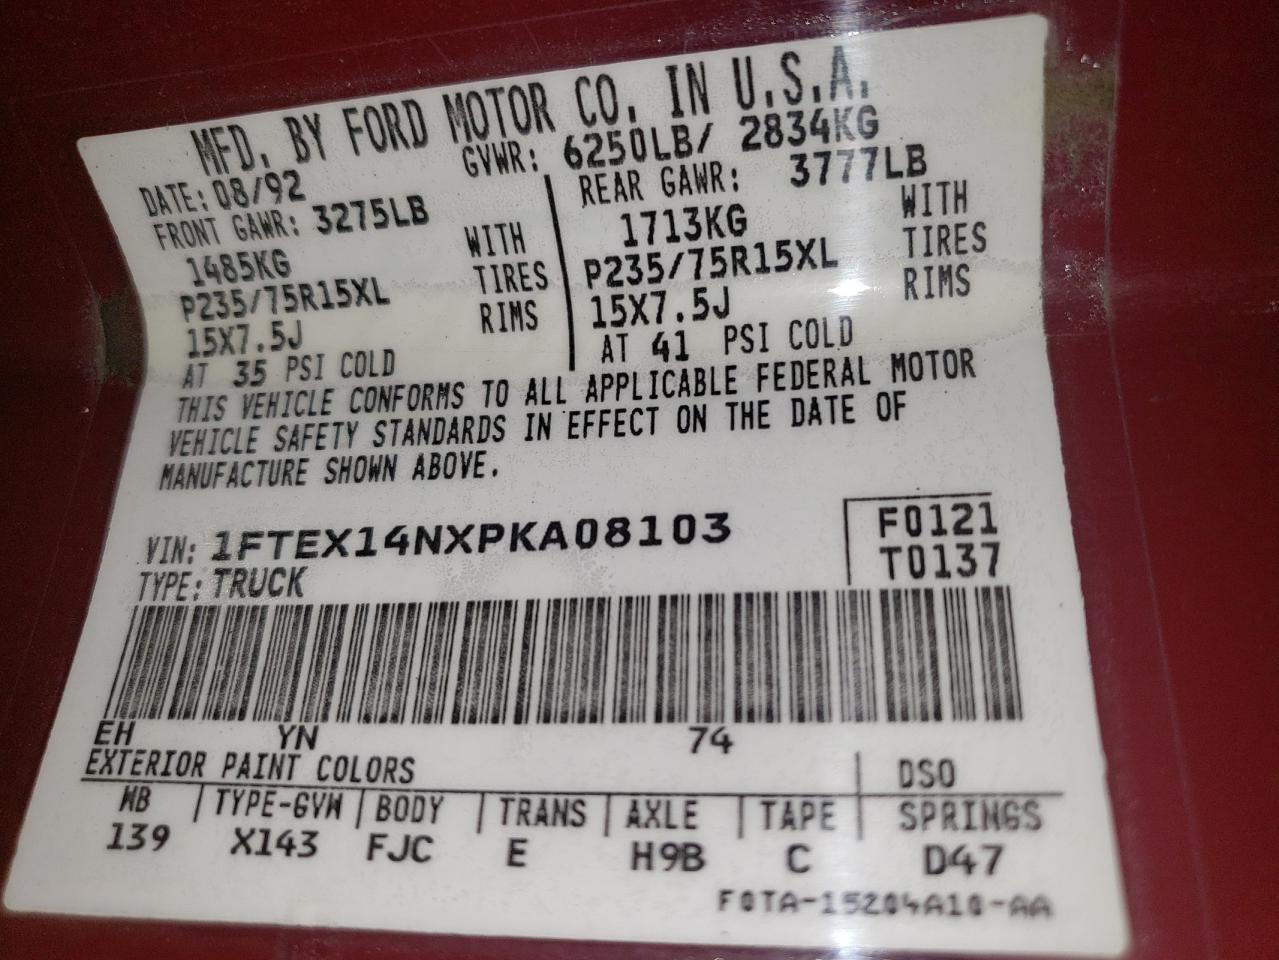 MFD. BY FORD MOTOR CO. IN U.S.A.
DATE: 08/92 GVWR: 6250LB/ 2834KG
FRONT GAWR: 3275LB REAR GAWR: 3777LB
1485KG WITH 1713KG WITH
P235/75R15XL TIRES P235/75R15XL TIRES
15X7.5J RIMS 15X7.5J RIMS
AT 35 PSI COLD AT 41 PSI COLD
THIS VEHICLE CONFORMS TO ALL APPLICABLE FEDERAL MOTOR
VEHICLE SAFETY STANDARDS IN EFFECT ON THE DATE OF
MANUFACTURE SHOWN ABOVE.
VIN: 1FTEX14NXPKA08103 F0121
TYPE: TRUCK T0137
EH YN 74
EXTERIOR PAINT COLORS DSO
WB TYPE-GVW BODY TRANS AXLE TAPE SPRINGS
139 X143 FJC E H9B C D47
F0TA-15204A10-AA